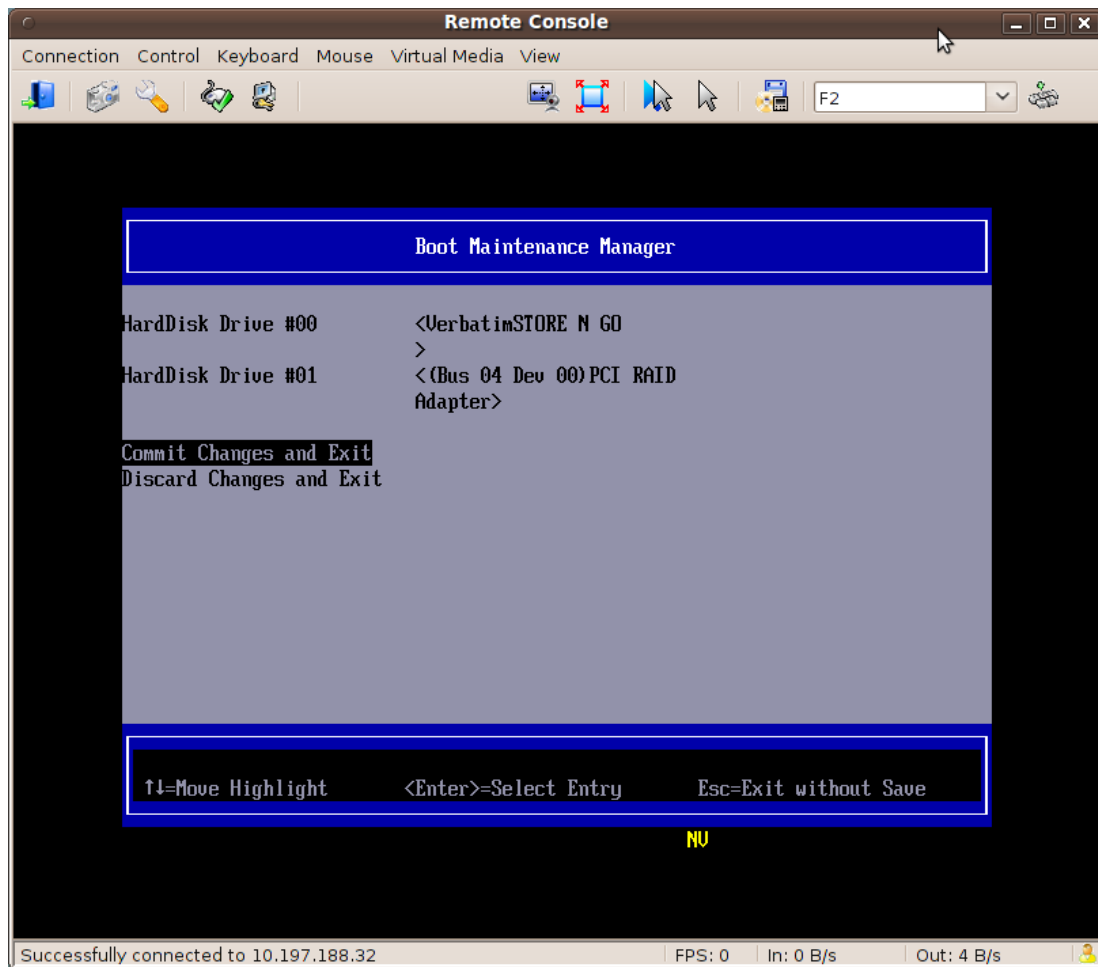 Remote Console
Connection Control Keyboard Mouse Virtual Media View
F2
Boot Maintenance Manager
HardDisk Drive #00 <VerbatimSTORE N GO
>
HardDisk Drive #01 <(Bus 04 Dev 00)PCI RAID
Adapter>
Commit Changes and Exit
Discard Changes and Exit
↑↓=Move Highlight <Enter>=Select Entry Esc=Exit without Save
NV
Successfully connected to 10.197.188.32 FPS: 0 In: 0 B/s Out: 4 B/s